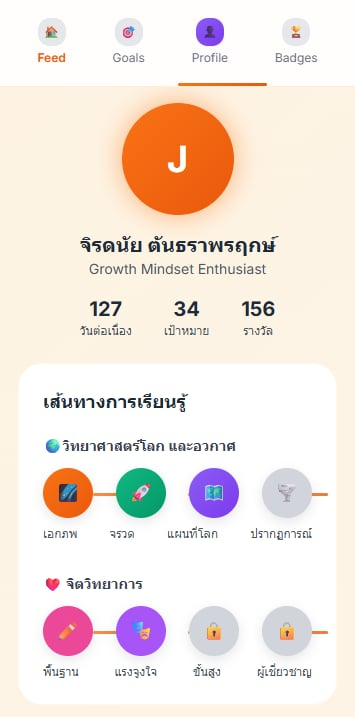 Feed Goals Profile Badges
J
จิรดนัย ตันธราพรฤกษ์
Growth Mindset Enthusiast
127 34 156
วันต่อเนื่อง เป้าหมาย รางวัล
เส้นทางการเรียนรู้
วิทยาศาสตร์โลก และอวกาศ
เอกภพ จรวด แผนที่โลก ปรากฏการณ์
จิตวิทยาการ
พื้นฐาน แรงจูงใจ ขั้นสูง ผู้เชี่ยวชาญ